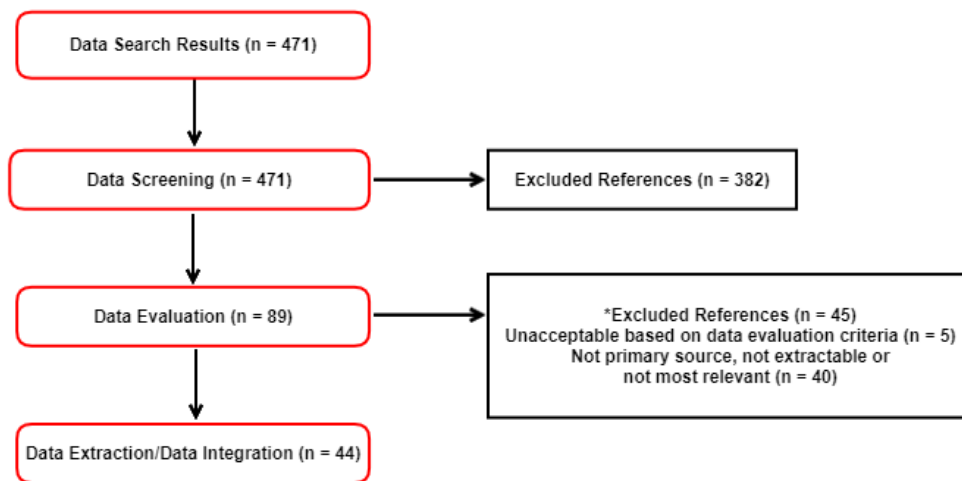 Data Search Results (n = 471)
Data Screening (n = 471)
Excluded References (n = 382)
Data Evaluation (n = 89)
*Excluded References (n = 45)
Unacceptable based on data evaluation criteria (n = 5)
Not primary source, not extractable or
not most relevant (n = 40)
Data Extraction/Data Integration (n = 44)